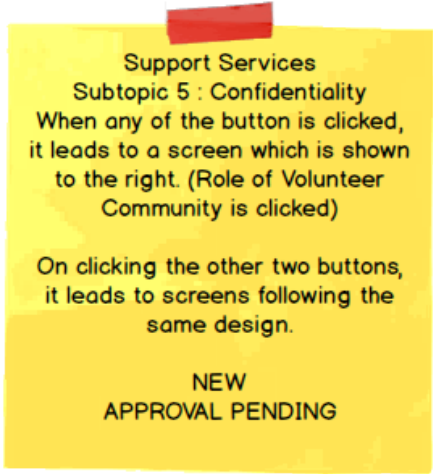 Support Services
Subtopic 5 : Confidentiality
When any of the button is clicked,
it leads to a screen which is shown
to the right. (Role of Volunteer
Community is clicked)
On clicking the other two buttons,
it leads to screens following the
same design.
NEW
APPROVAL PENDING